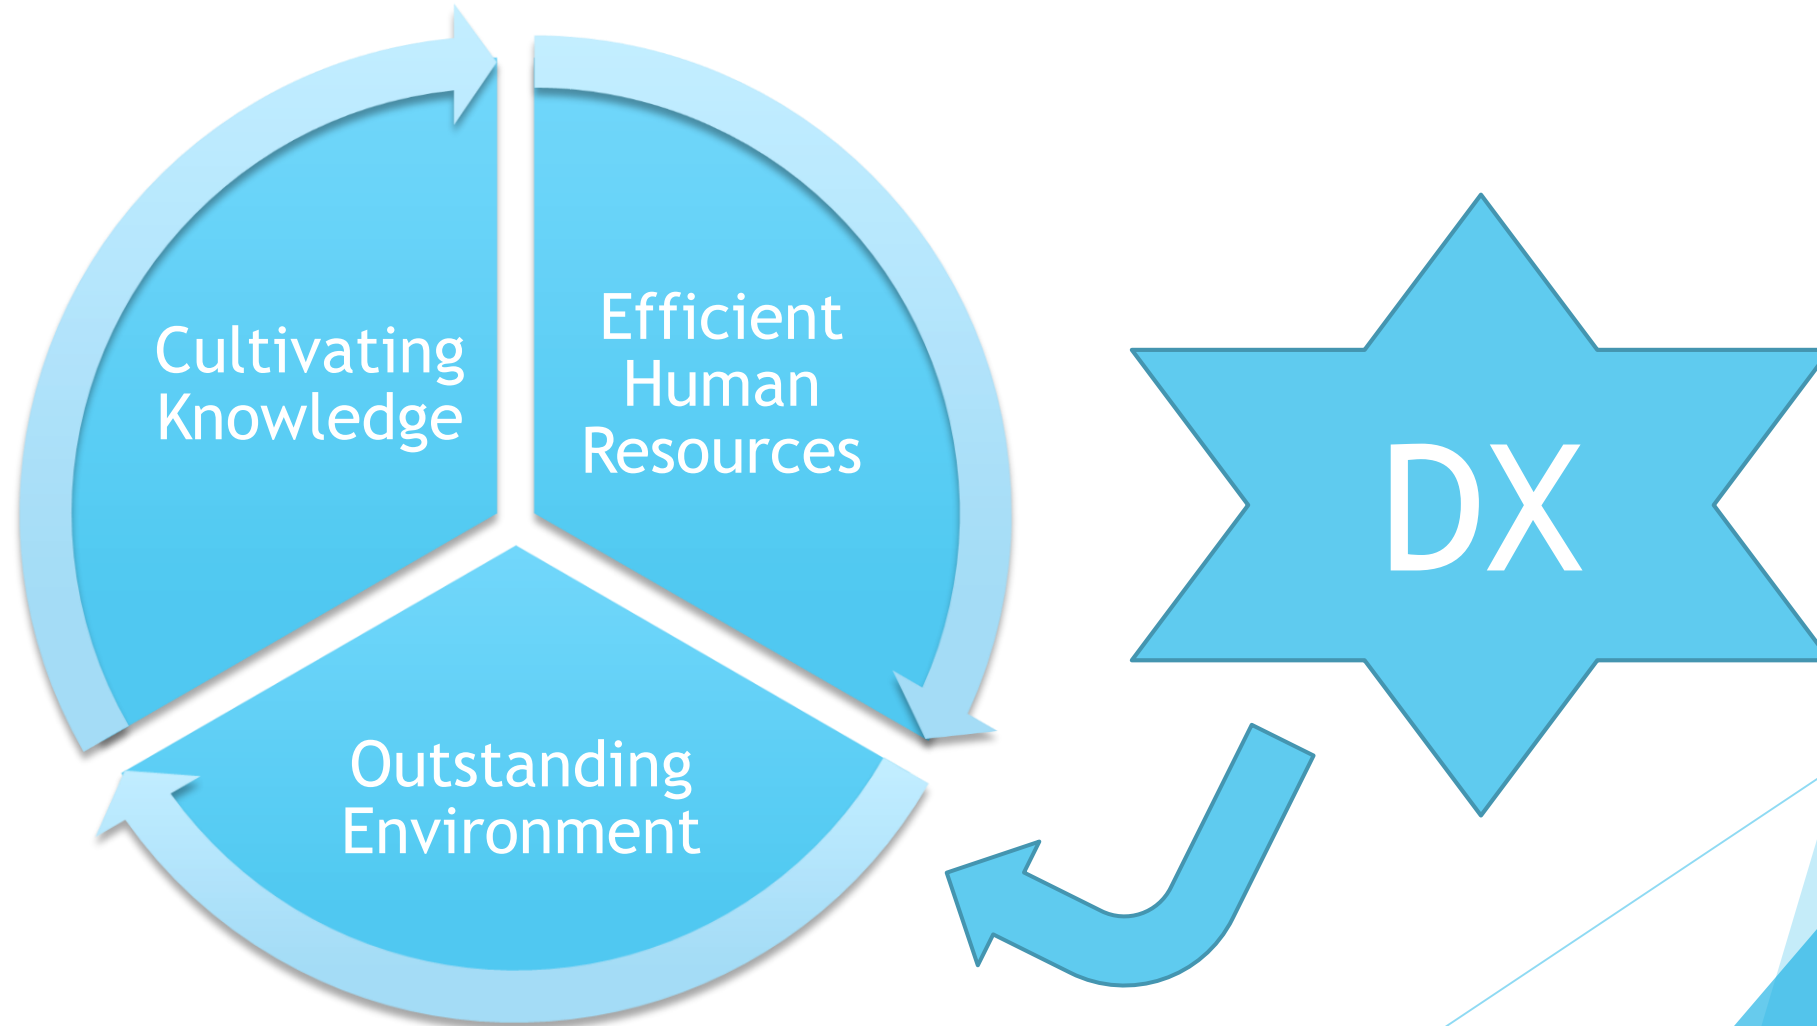 Cultivating
Knowledge
Efficient
Human
Resources
Outstanding
Environment
DX